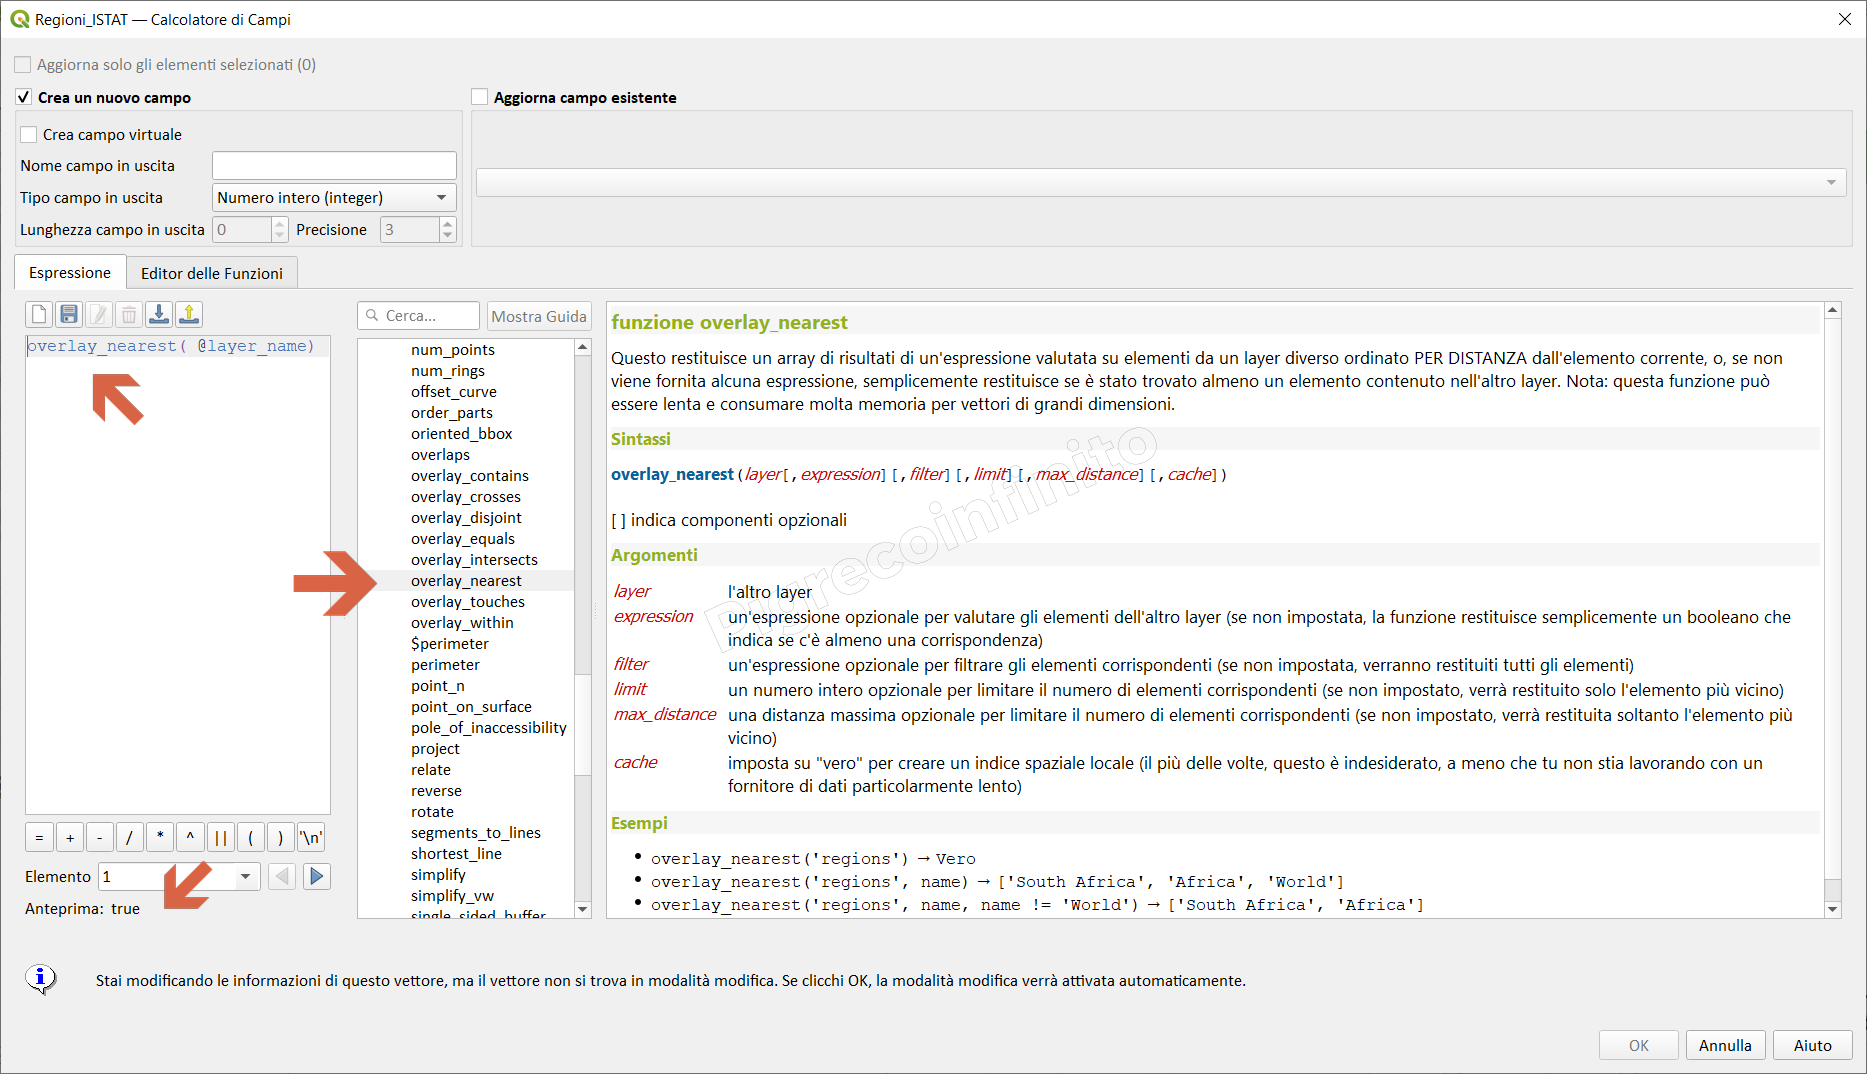 Regioni_ISTAT — Calcolatore di Campi
Aggiorna solo gli elementi selezionati (0)
Crea un nuovo campo
Aggiorna campo esistente
Crea campo virtuale
Nome campo in uscita
Tipo campo in uscita Numero intero (integer)
Lunghezza campo in uscita 0 Precisione 3
Espressione Editor delle Funzioni
overlay_nearest( @layer_name)
= + - / * ^ || ( ) '\n'
Elemento 1
Anteprima: true
Cerca... Mostra Guida
num_points
num_rings
offset_curve
order_parts
oriented_bbox
overlaps
overlay_contains
overlay_crosses
overlay_disjoint
overlay_equals
overlay_intersects
overlay_nearest
overlay_touches
overlay_within
$perimeter
perimeter
point_n
point_on_surface
pole_of_inaccessibility
project
relate
reverse
rotate
segments_to_lines
shortest_line
simplify
simplify_vw
single_sided_buffer
funzione overlay_nearest
Questo restituisce un array di risultati di un'espressione valutata su elementi da un layer diverso ordinato PER DISTANZA dall'elemento corrente, o, se non
viene fornita alcuna espressione, semplicemente restituisce se è stato trovato almeno un elemento contenuto nell'altro layer. Nota: questa funzione può
essere lenta e consumare molta memoria per vettori di grandi dimensioni.
Sintassi
overlay_nearest(layer[,expression][,filter][,limit][,max_distance][,cache])
[ ] indica componenti opzionali
Argomenti
layer l'altro layer
expression un'espressione opzionale per valutare gli elementi dell'altro layer (se non impostata, la funzione restituisce semplicemente un booleano che
indica se c'è almeno una corrispondenza)
filter un'espressione opzionale per filtrare gli elementi corrispondenti (se non impostata, verranno restituiti tutti gli elementi)
limit un numero intero opzionale per limitare il numero di elementi corrispondenti (se non impostato, verrà restituito solo l'elemento più vicino)
max_distance una distanza massima opzionale per limitare il numero di elementi corrispondenti (se non impostato, verrà restituita soltanto l'elemento più
vicino)
cache imposta su "vero" per creare un indice spaziale locale (il più delle volte, questo è indesiderato, a meno che tu non stia lavorando con un
fornitore di dati particolarmente lento)
Esempi
• overlay_nearest('regions') → Vero
• overlay_nearest('regions', name) → ['South Africa', 'Africa', 'World']
• overlay_nearest('regions', name, name != 'World') → ['South Africa', 'Africa']
Pigrecoinfinito
Stai modificando le informazioni di questo vettore, ma il vettore non si trova in modalità modifica. Se clicchi OK, la modalità modifica verrà attivata automaticamente.
OK Annulla Aiuto